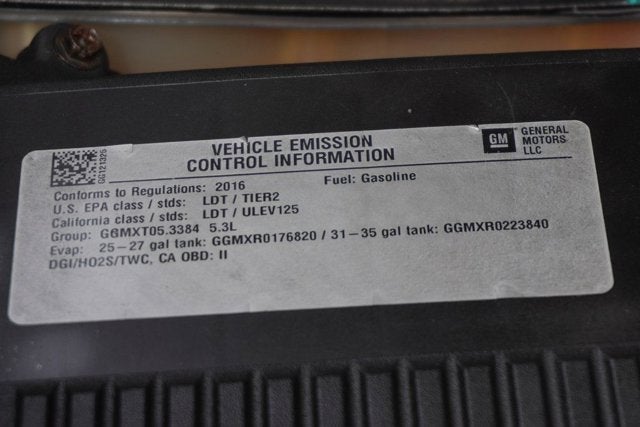 VEHICLE EMISSION
CONTROL INFORMATION
GM GENERAL
MOTORS
LLC
GG121325
Conforms to Regulations: 2016 Fuel: Gasoline
U.S. EPA class / stds: LDT / TIER2
California class / stds: LDT / ULEV125
Group: GGMXT05.3384 5.3L
Evap: 25-27 gal tank: GGMXR0176820 / 31-35 gal tank: GGMXR0223840
DGI/HO2S/TWC, CA OBD: II